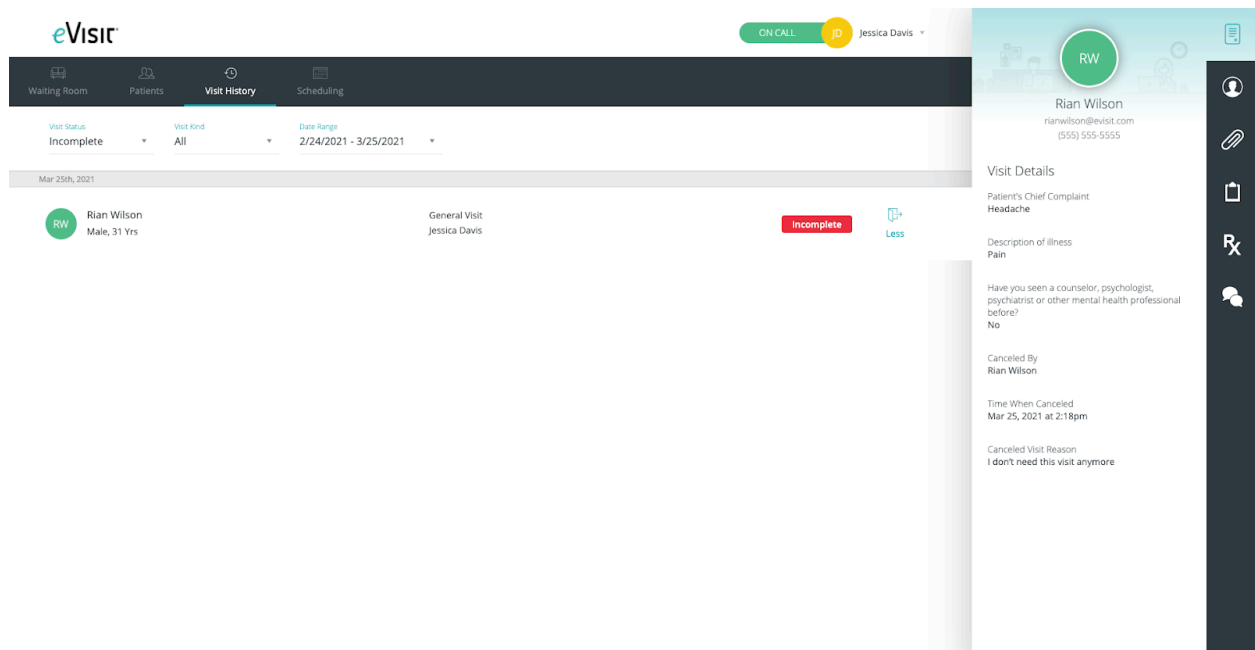 eVisit
ON CALL
JD
Jessica Davis
Waiting Room
Patients
Visit History
Scheduling
Visit Status
Incomplete
Visit Kind
All
Date Range
2/24/2021 - 3/25/2021
Mar 25th, 2021
RW
Rian Wilson
Male, 31 Yrs
General Visit
Jessica Davis
Incomplete
Less
RW
Rian Wilson
rianwilson@evisit.com
(555) 555-5555
Visit Details
Patient's Chief Complaint
Headache
Description of illness
Pain
Have you seen a counselor, psychologist,
psychiatrist or other mental health professional
before?
No
Canceled By
Rian Wilson
Time When Canceled
Mar 25, 2021 at 2:18pm
Canceled Visit Reason
I don't need this visit anymore
Rx